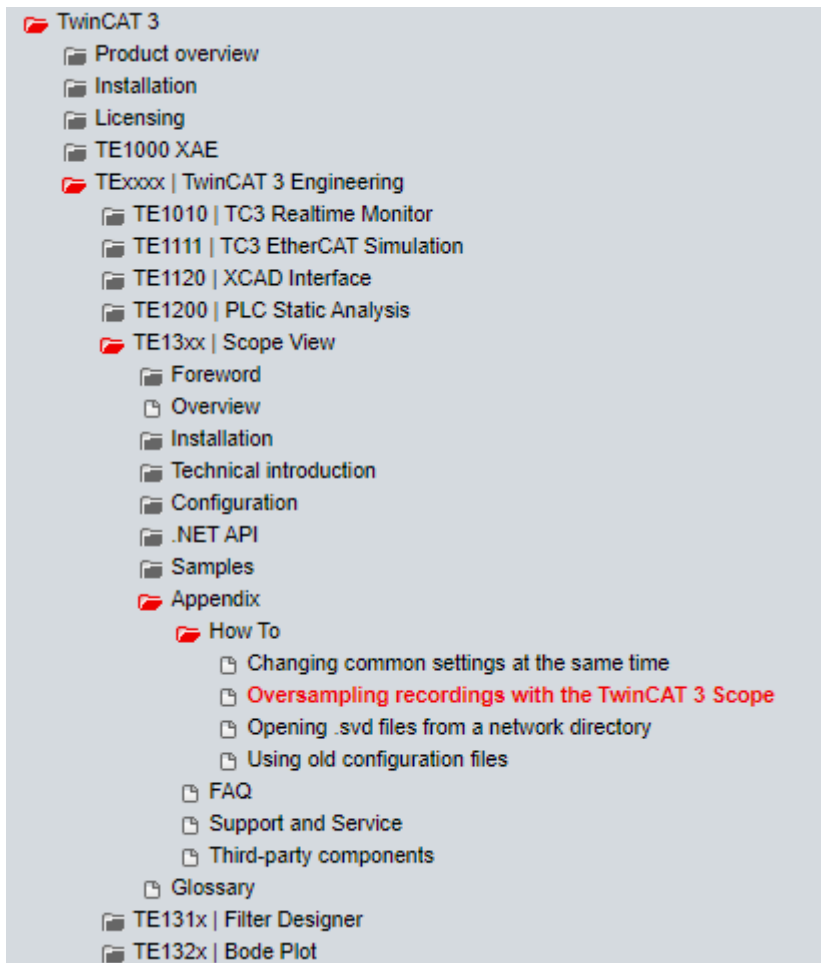 TwinCAT 3
Product overview
Installation
Licensing
TE1000 XAE
TExxxx | TwinCAT 3 Engineering
TE1010 | TC3 Realtime Monitor
TE1111 | TC3 EtherCAT Simulation
TE1120 | XCAD Interface
TE1200 | PLC Static Analysis
TE13xx | Scope View
Foreword
Overview
Installation
Technical introduction
Configuration
.NET API
Samples
Appendix
How To
Changing common settings at the same time
Oversampling recordings with the TwinCAT 3 Scope
Opening .svd files from a network directory
Using old configuration files
FAQ
Support and Service
Third-party components
Glossary
TE131x | Filter Designer
TE132x | Bode Plot